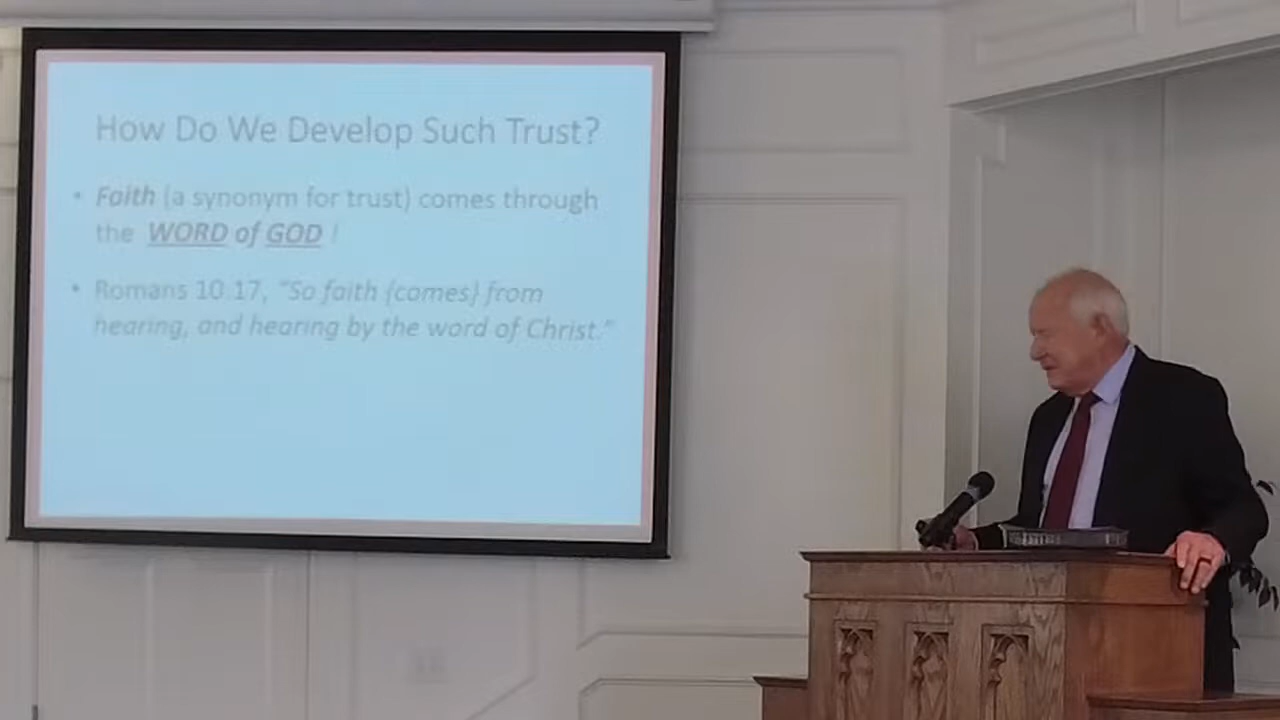 How Do We Develop Such Trust?
• Faith (a synonym for trust) comes through
the WORD of GOD !
• Romans 10:17, "So faith {comes} from
hearing, and hearing by the word of Christ."